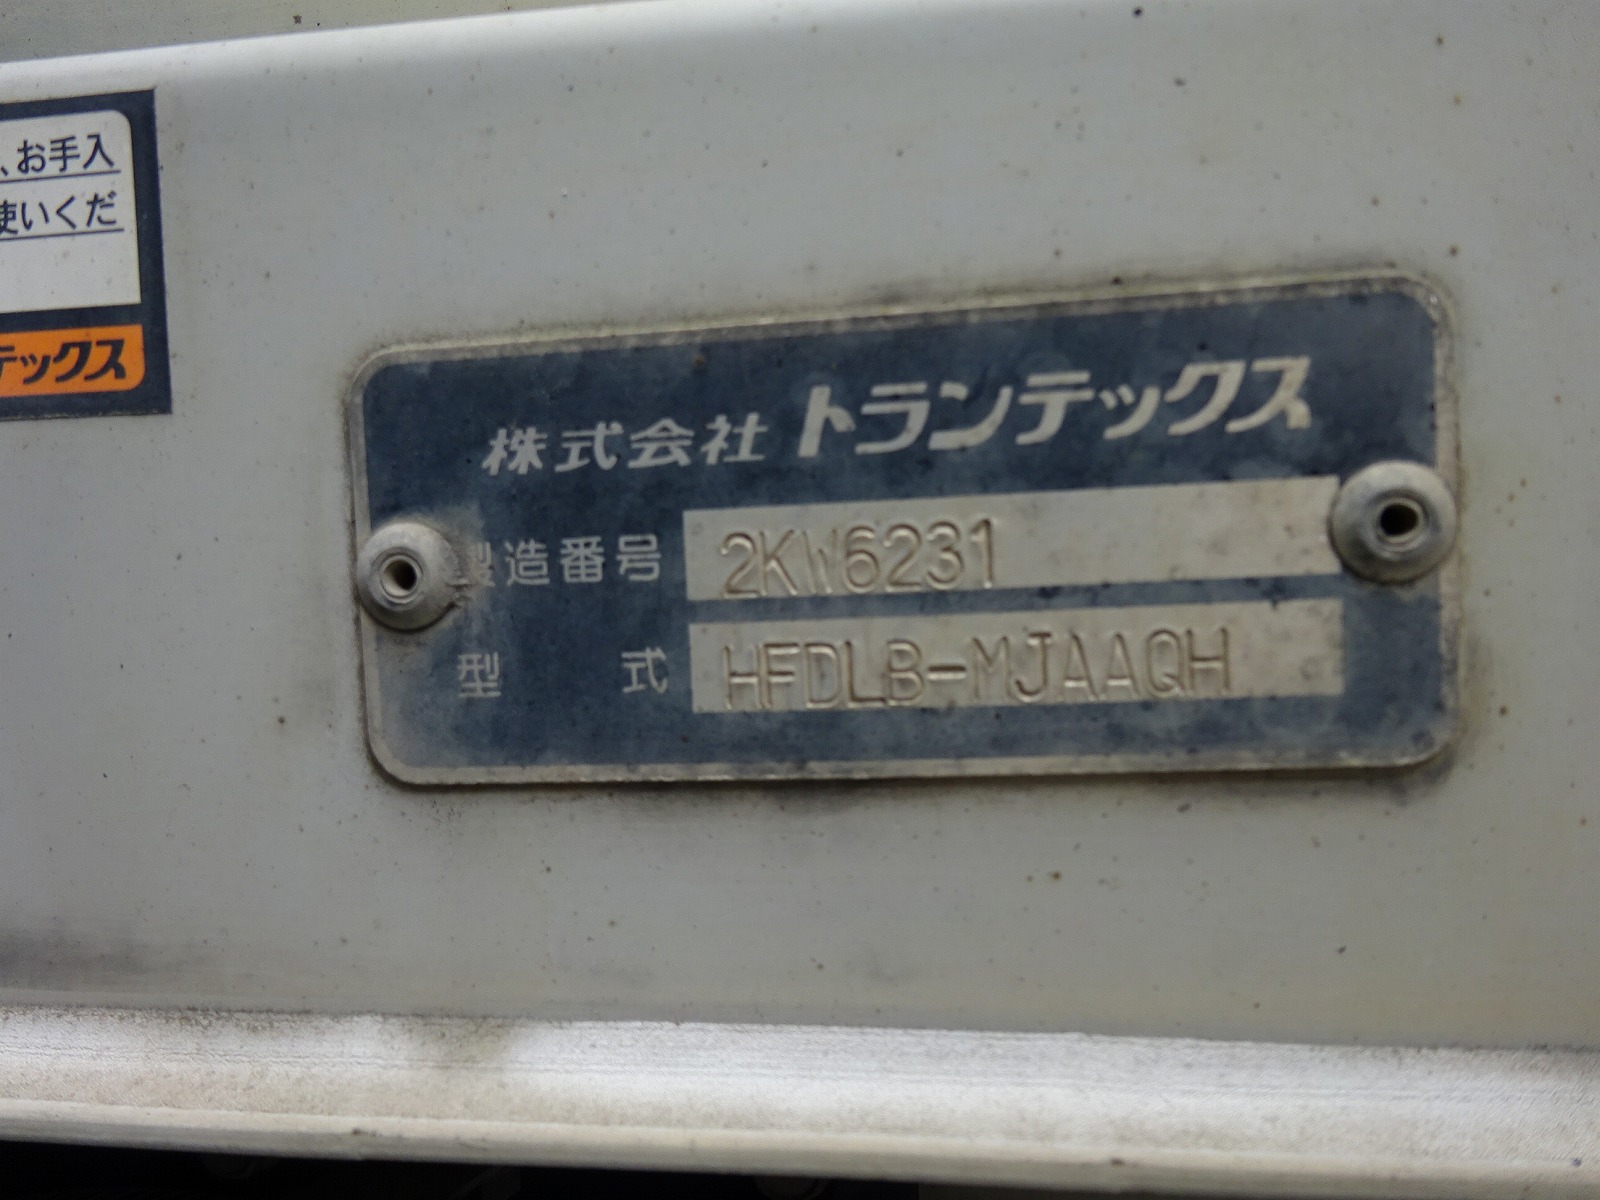 、お手入
使いくだ
テックス
株式会社トランテックス
製造番号 2KW6231
型式 HFDLB-MJAAQH